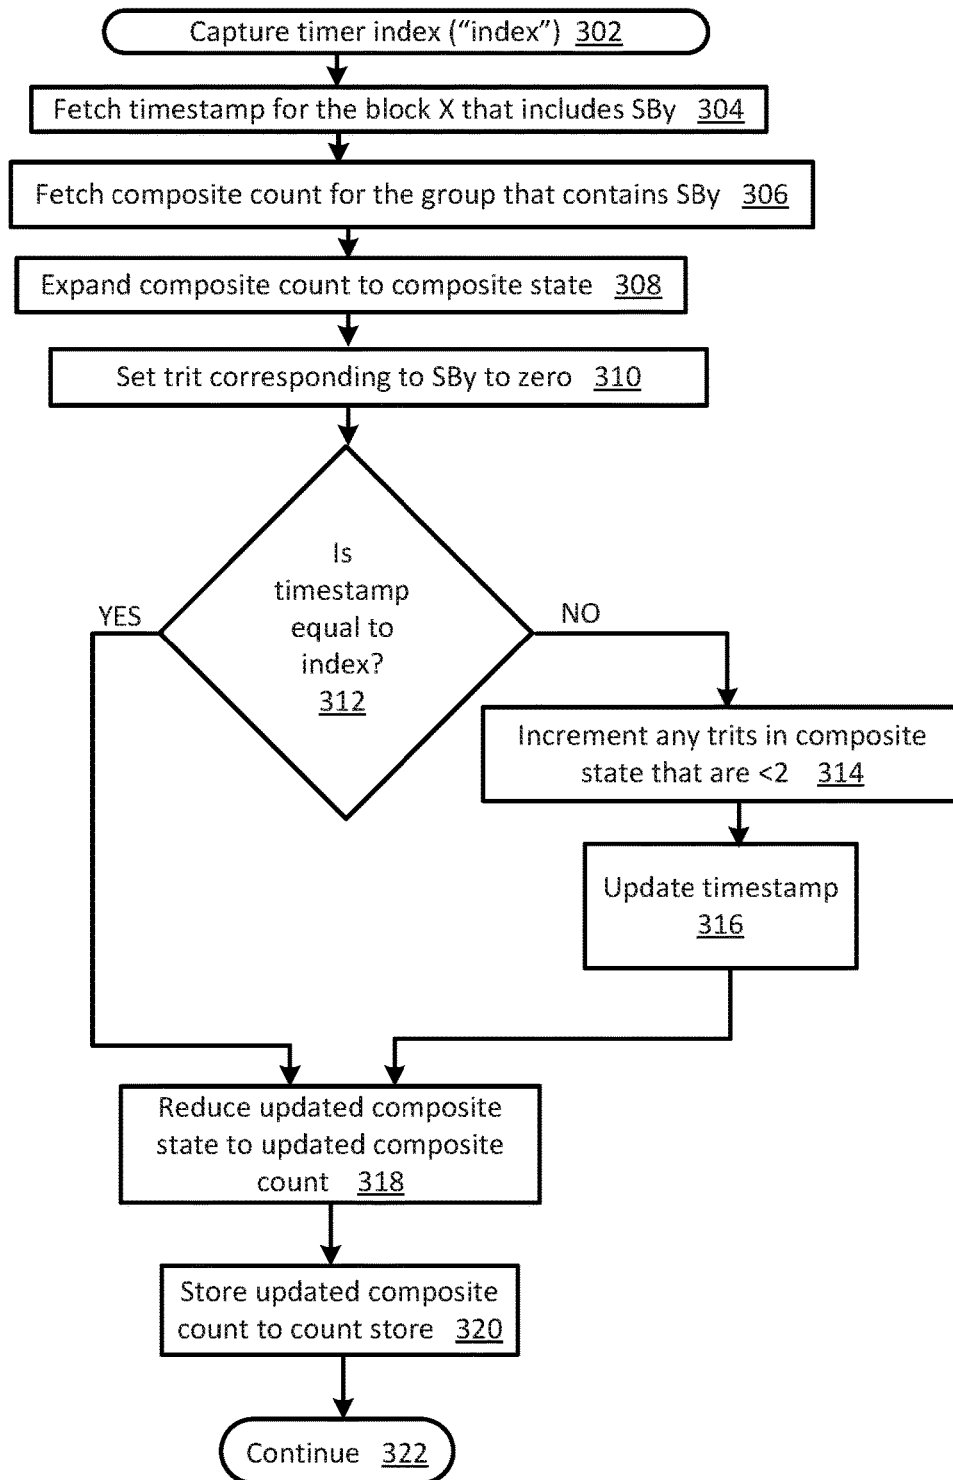 Capture timer index (“index”) 302
Fetch timestamp for the block X that includes SBy 304
Fetch composite count for the group that contains SBy 306
Expand composite count to composite state 308
Set trit corresponding to SBy to zero 310
Is
timestamp
equal to
index?
312
YES
NO
Increment any trits in composite
state that are <2 314
Update timestamp
316
Reduce updated composite
state to updated composite
count 318
Store updated composite
count to count store 320
Continue 322